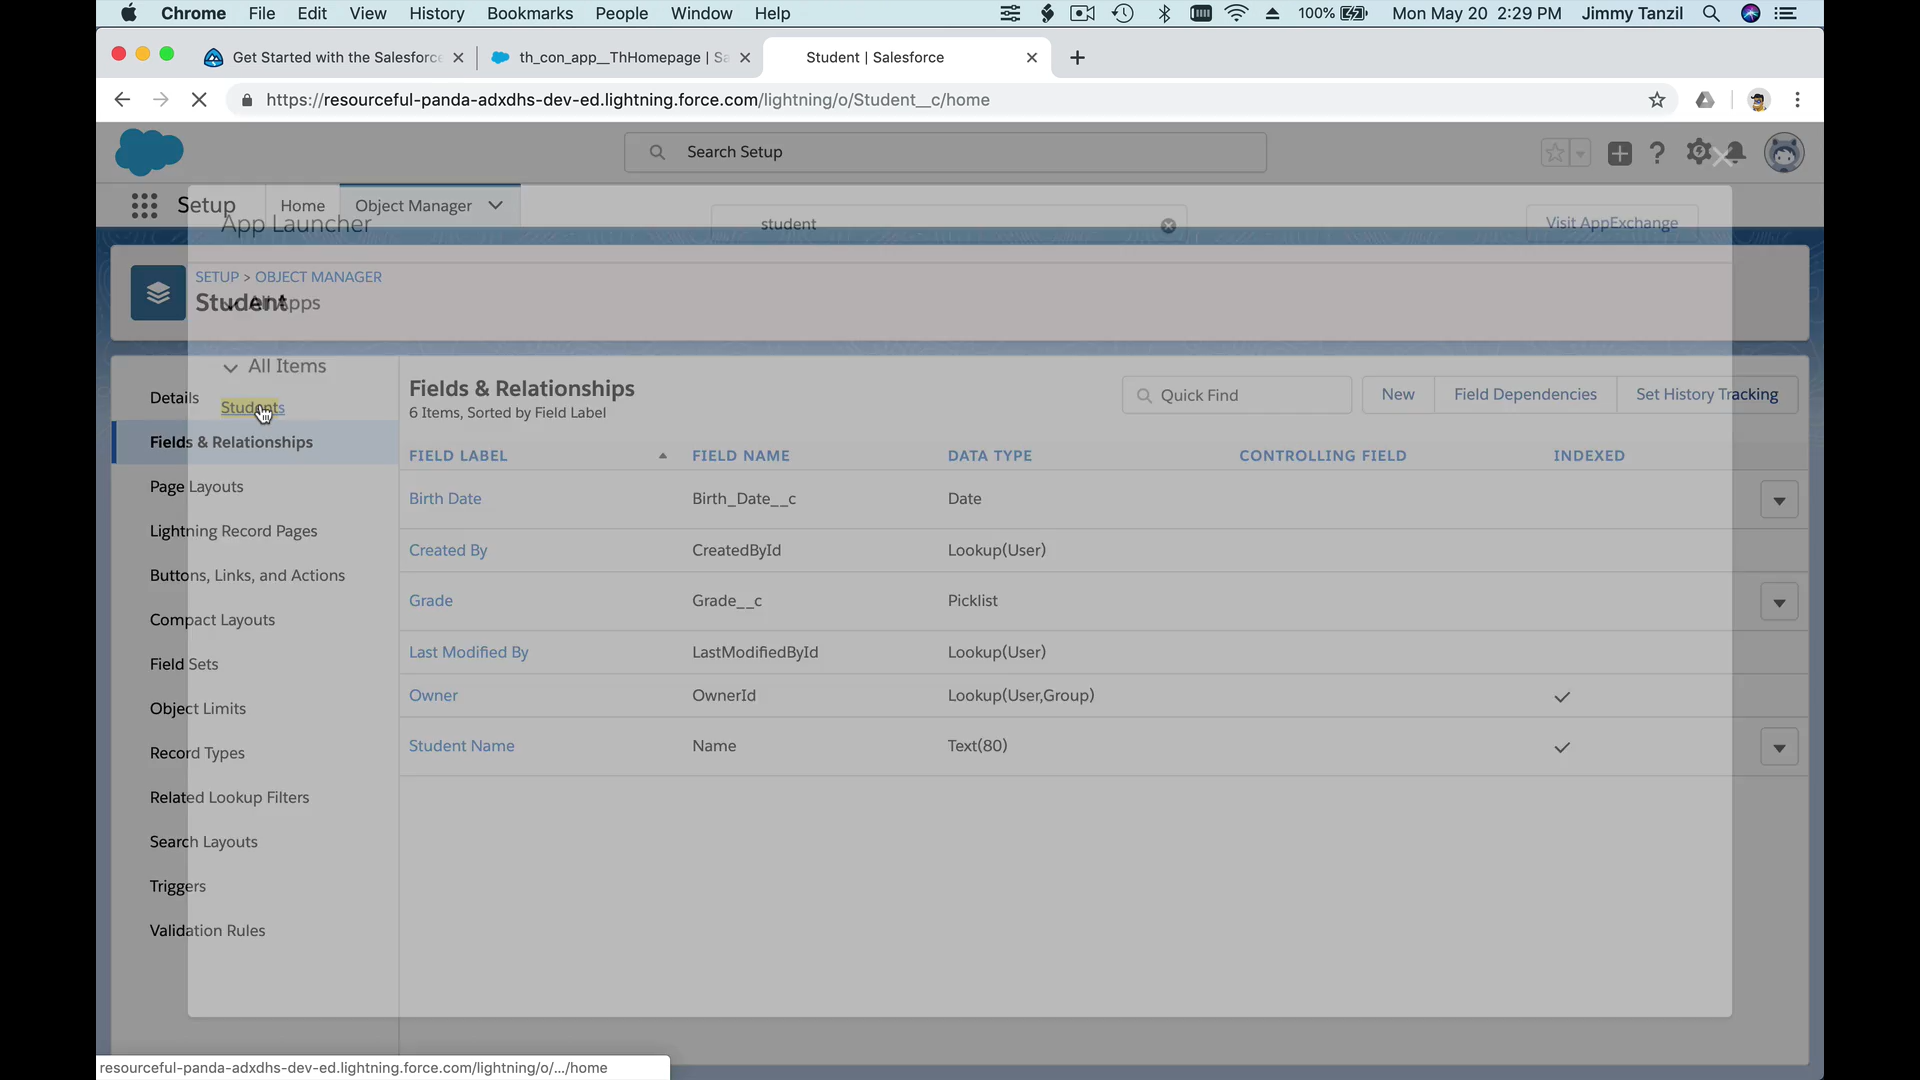 Chrome File Edit View History Bookmarks People Window Help 100% Mon May 20 2:29 PM Jimmy Tanzil
Get Started with the Salesforc
th_con_app__ThHomepage | Sa
Student | Salesforce
https://resourceful-panda-adxdhs-dev-ed.lightning.force.com/lightning/o/Student__c/home
Search Setup
Setup Home Object Manager
App Launcher student Visit AppExchange
SETUP > OBJECT MANAGER
Student
All Apps
All Items
Students
Details
Fields & Relationships
Page Layouts
Lightning Record Pages
Buttons, Links, and Actions
Compact Layouts
Field Sets
Object Limits
Record Types
Related Lookup Filters
Search Layouts
Triggers
Validation Rules
Fields & Relationships
6 Items, Sorted by Field Label
Quick Find New Field Dependencies Set History Tracking
FIELD LABEL FIELD NAME DATA TYPE CONTROLLING FIELD INDEXED
Birth Date Birth_Date__c Date
Created By CreatedById Lookup(User)
Grade Grade__c Picklist
Last Modified By LastModifiedById Lookup(User)
Owner OwnerId Lookup(User,Group)
Student Name Name Text(80)
resourceful-panda-adxdhs-dev-ed.lightning.force.com/lightning/o/.../home